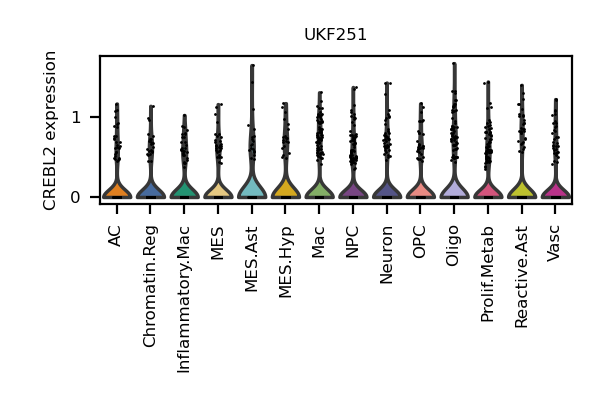 UKF251
CREBL2 expression
1
0
AC
Chromatin.Reg
Inflammatory.Mac
MES
MES.Ast
MES.Hyp
Mac
NPC
Neuron
OPC
Oligo
Prolif.Metab
Reactive.Ast
Vasc